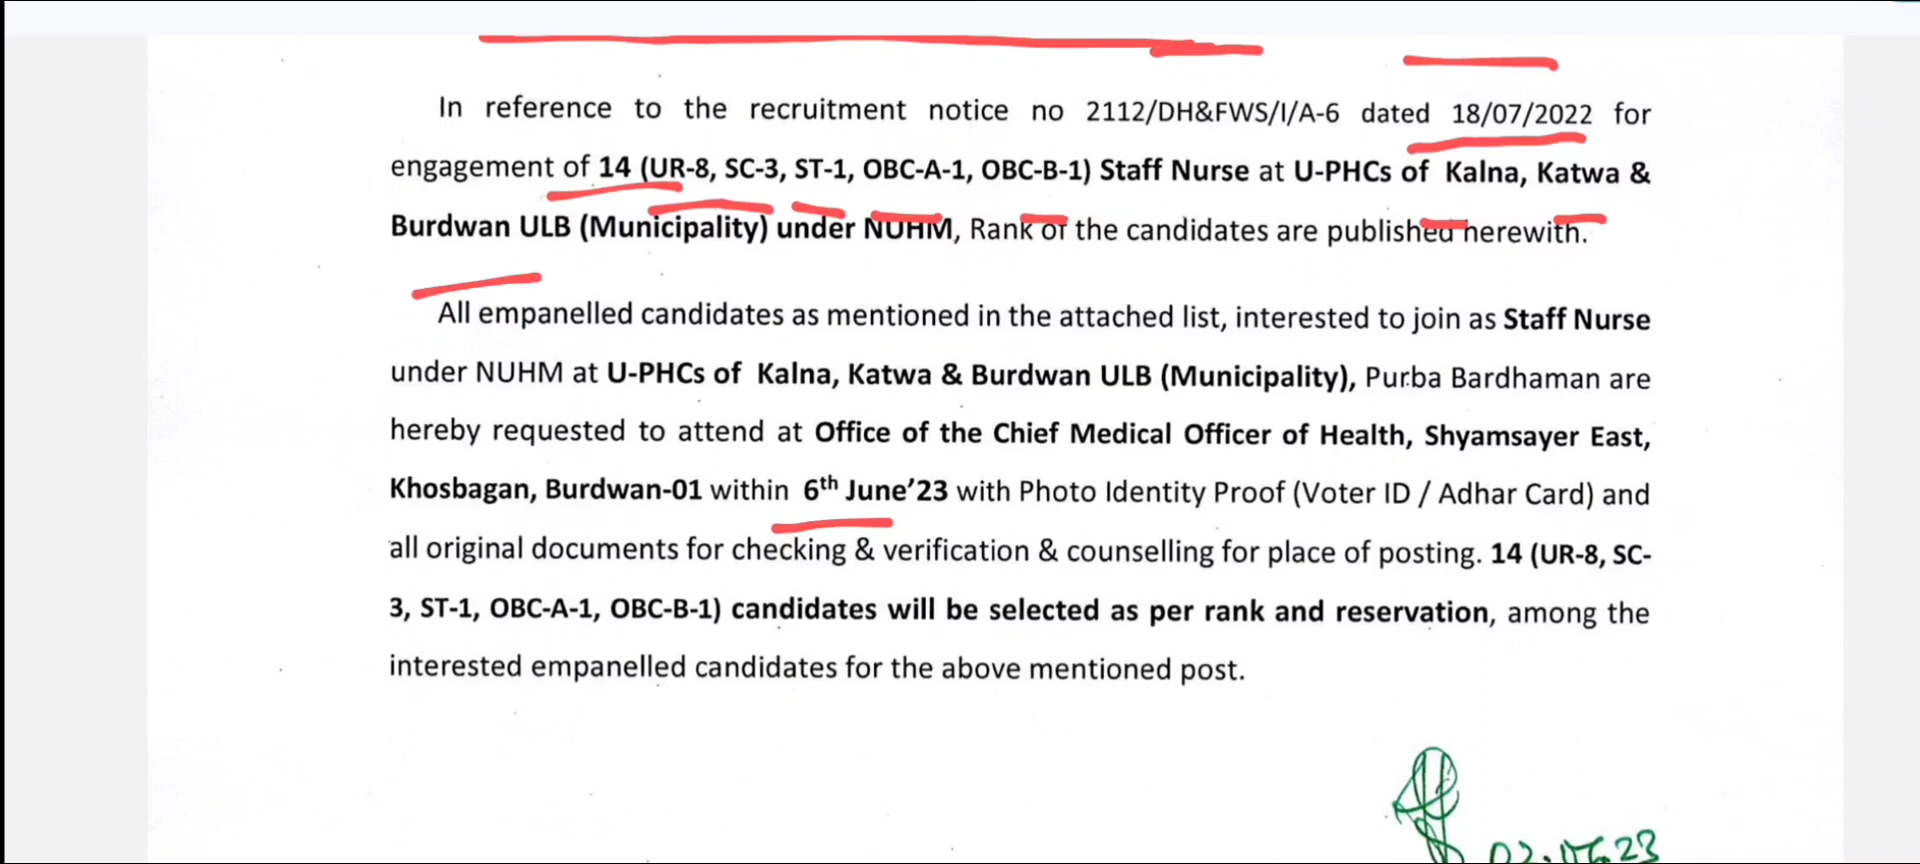 In reference to the recruitment notice no 2112/DH&FWS/I/A-6 dated 18/07/2022 for
engagement of 14 (UR-8, SC-3, ST-1, OBC-A-1, OBC-B-1) Staff Nurse at U-PHCs of Kalna, Katwa &
Burdwan ULB (Municipality) under NUHM, Rank of the candidates are published herewith.
All empanelled candidates as mentioned in the attached list, interested to join as Staff Nurse
under NUHM at U-PHCs of Kalna, Katwa & Burdwan ULB (Municipality), Purba Bardhaman are
hereby requested to attend at Office of the Chief Medical Officer of Health, Shyamsayer East,
Khosbagan, Burdwan-01 within 6th June'23 with Photo Identity Proof (Voter ID / Adhar Card) and
all original documents for checking & verification & counselling for place of posting. 14 (UR-8, SC-
3, ST-1, OBC-A-1, OBC-B-1) candidates will be selected as per rank and reservation, among the
interested empanelled candidates for the above mentioned post.